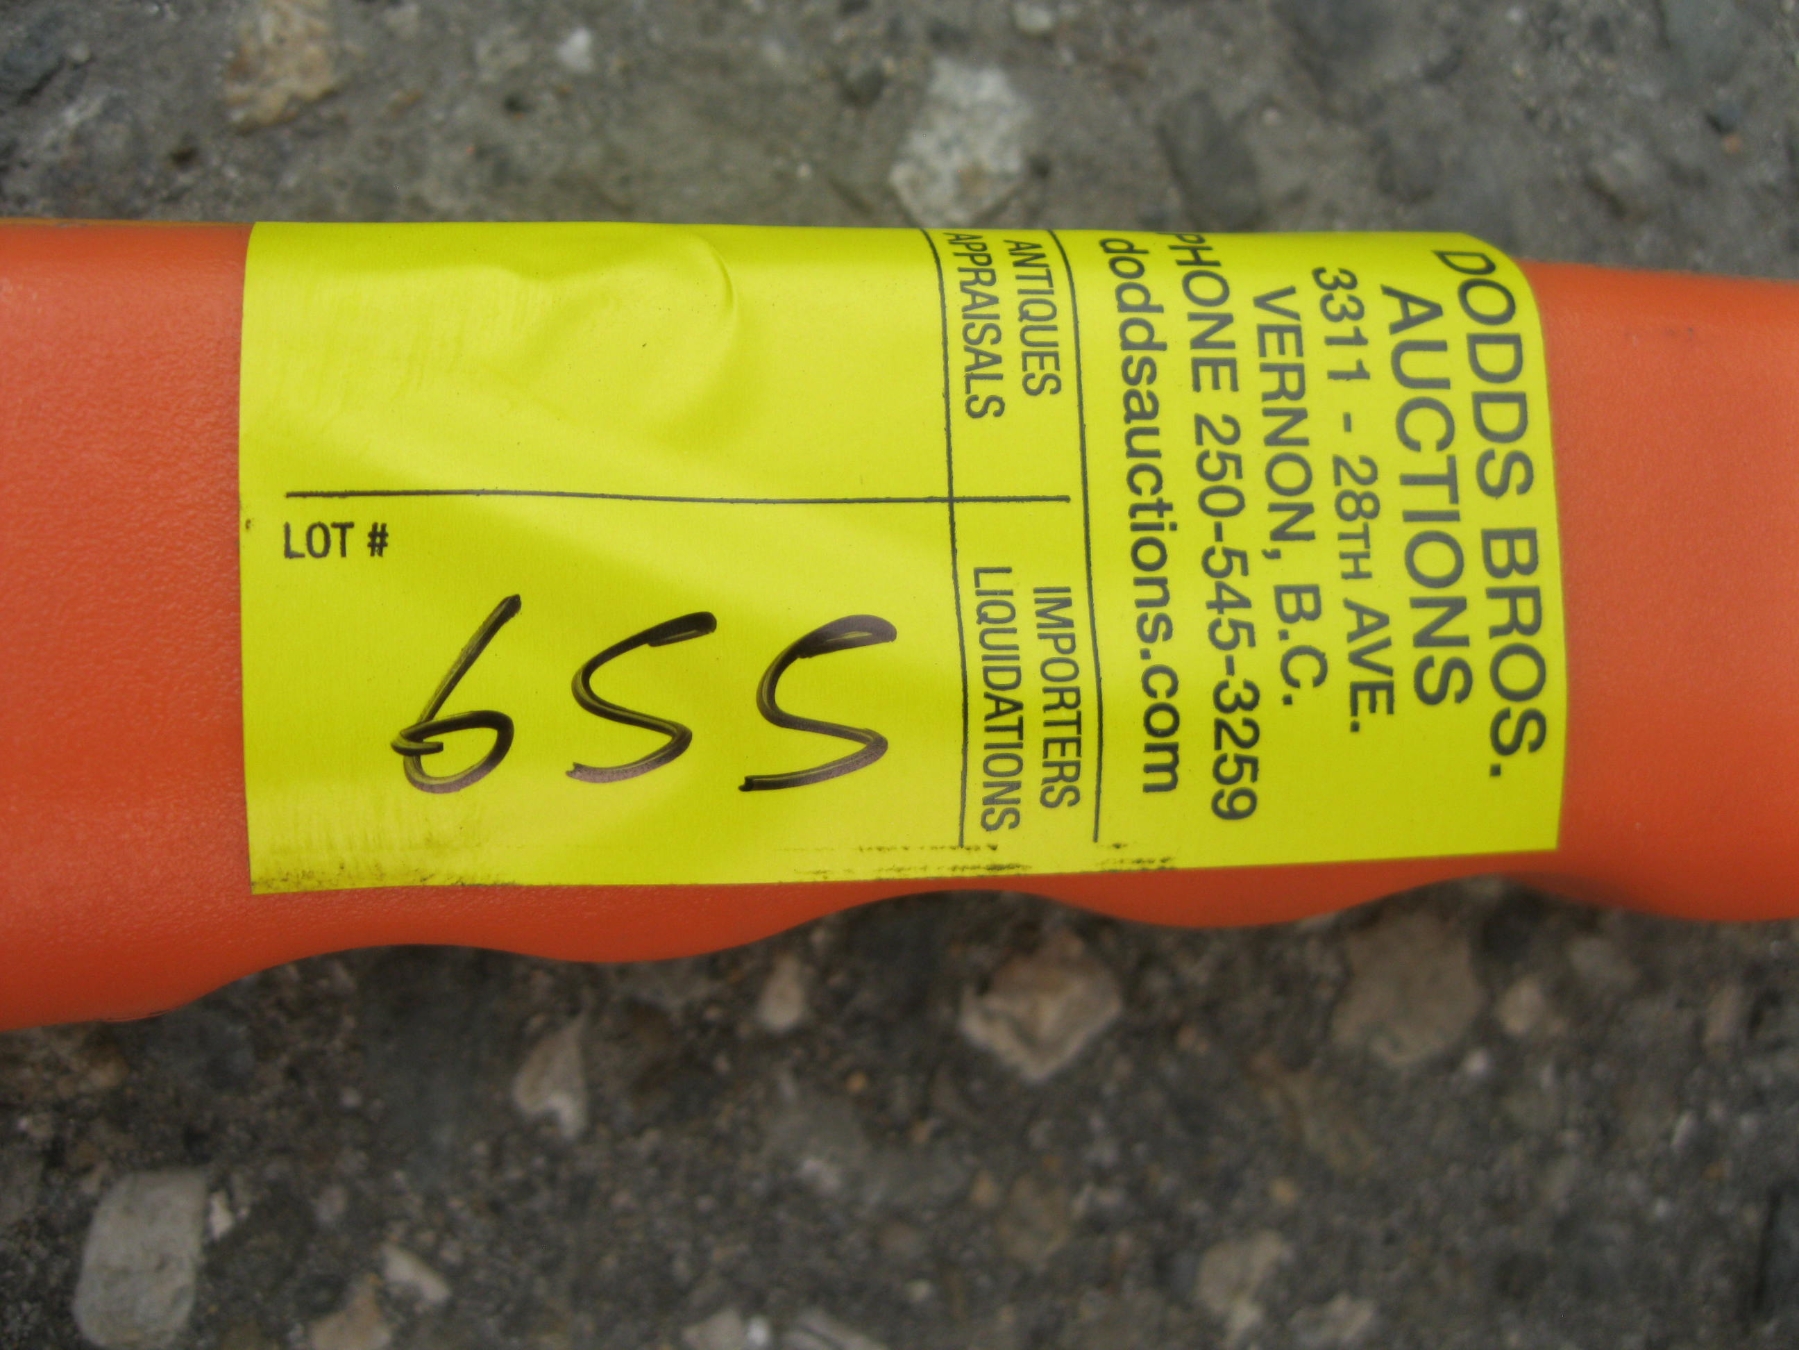 DODDS BROS.
AUCTIONS
3311 - 28TH AVE.
VERNON, B.C.
PHONE 250-545-3259
doddsauctions.com
ANTIQUES
APPRAISALS
IMPORTERS
LIQUIDATIONS
LOT #
655